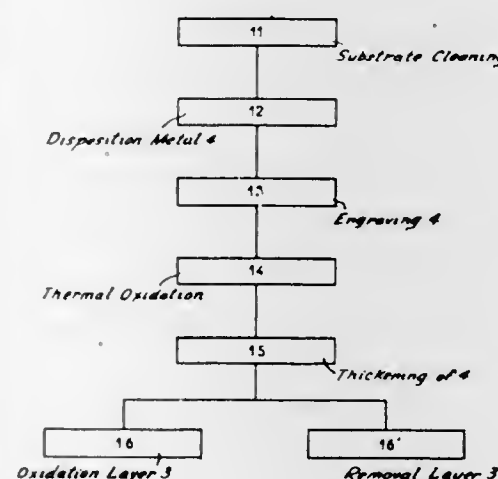 11
Substrate Cleaning
12
Disposition Metal 4
13
Engraving 4
14
Thermal Oxidation
15
Thickening of 4
16
16'
Oxidation Layer 3
Removal Layer 3